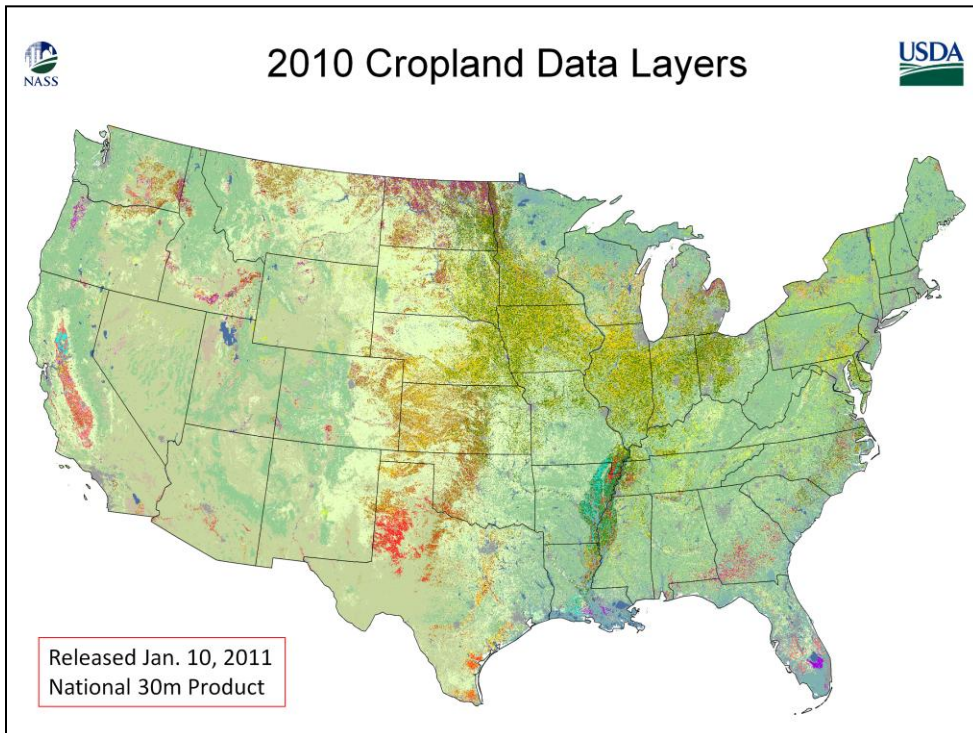 NASS
2010 Cropland Data Layers
USDA
Released Jan. 10, 2011
National 30m Product